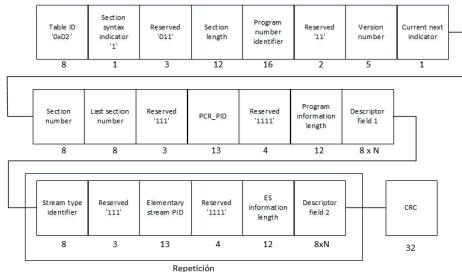 Table ID
'0x02'
Section
syntax
indicator
'1'
Reserved
'011'
Section
length
Program
number
identifier
Reserved
'11'
Version
number
Current next
indicator
8
1
3
12
16
2
5
1
Section
number
Last section
number
Reserved
'111'
PCR_PID
Reserved
'1111'
Program
information
length
Descriptor
field 1
8
8
3
13
4
12
8 x N
Stream type
identifier
Reserved
'111'
Elementary
stream PID
Reserved
'1111'
ES
information
length
Descriptor
field 2
CRC
8
3
13
4
12
8xN
32
Repetición